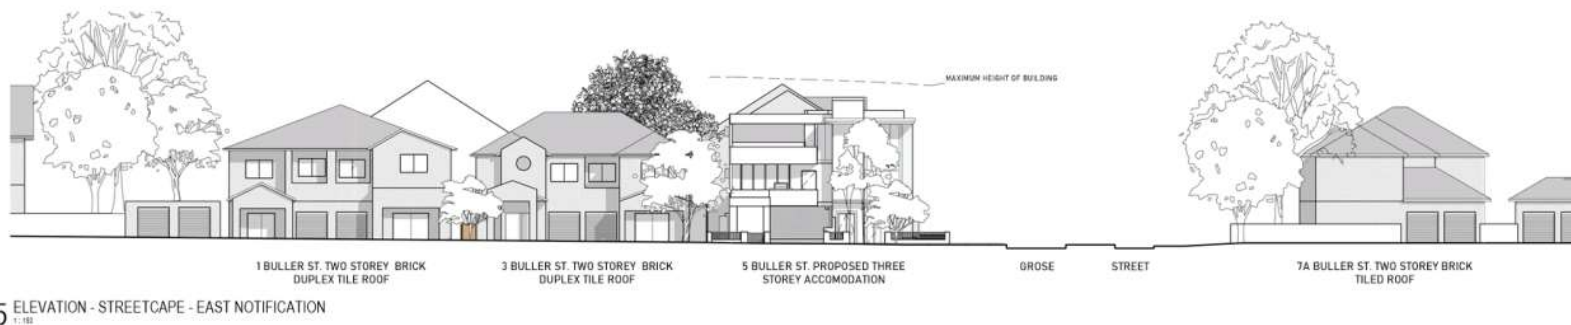 MAXIMUM HEIGHT OF BUILDING
1 BULLER ST. TWO STOREY BRICK
DUPLEX TILE ROOF
3 BULLER ST. TWO STOREY BRICK
DUPLEX TILE ROOF
5 BULLER ST. PROPOSED THREE
STOREY ACCOMODATION
GROSE STREET
7A BULLER ST. TWO STOREY BRICK
TILED ROOF
5 ELEVATION - STREETCAPE - EAST NOTIFICATION